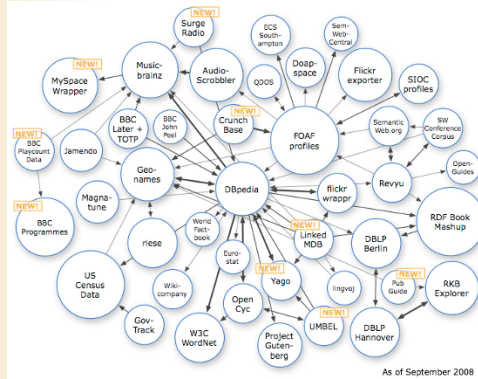 NEW!
Surge
Radio
ECS
South-
ampton
Sem-
Web-
Central
NEW!
MySpace
Wrapper
Music-
brainz
Audio-
Scrobbler
QDOS
Doap-
space
Flickr
exporter
SIOC
profiles
NEW!
BBC
Playcount
Data
Jamendo
BBC
Later +
TOTP
BBC
John
Peel
NEW!
Crunch
Base
FOAF
profiles
Semantic
Web.org
SW
Conference
Corpus
Geo-
names
DBpedia
flickr
wrappr
Revyu
Open-
Guides
NEW!
BBC
Programmes
Magna-
tune
riese
World
Fact-
book
NEW!
Linked
MDB
DBLP
Berlin
RDF Book
Mashup
US
Census
Data
Wiki-
company
Euro-
stat
NEW!
Yago
lingvoj
NEW!
Pub
Guide
RKB
Explorer
Gov-
Track
W3C
WordNet
Open
Cyc
Project
Guten-
berg
NEW!
UMBEL
DBLP
Hannover
As of September 2008